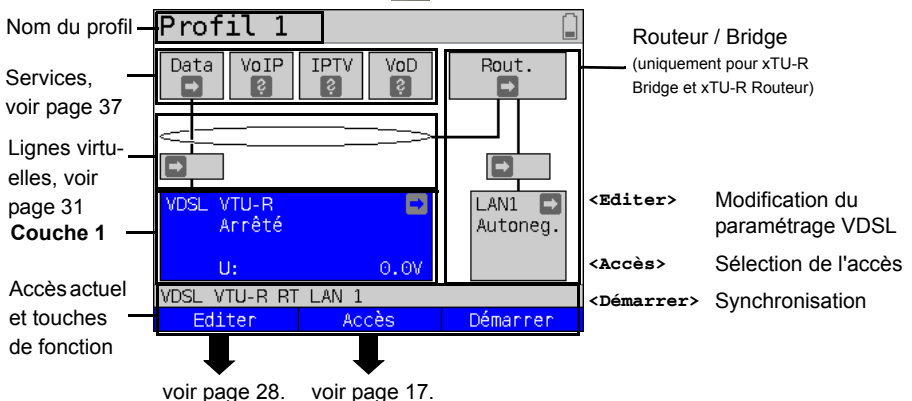 Nom du profil
Profil 1
Services,
voir page 37
Data VoIP IPTV VoD
Rout.
Routeur / Bridge
(uniquement pour xTU-R
Bridge et xTU-R Routeur)
Lignes virtu-
elles, voir
page 31
Couche 1
VDSL VTU-R
Arrêté
U: 0.0V
LAN1
Autoneg.
<Editer> Modification du
paramétrage VDSL
<Accès> Sélection de l'accès
<Démarrer> Synchronisation
Accès actuel
et touches
de fonction
VDSL VTU-R RT LAN 1
Editer Accès Démarrer
voir page 28. voir page 17.